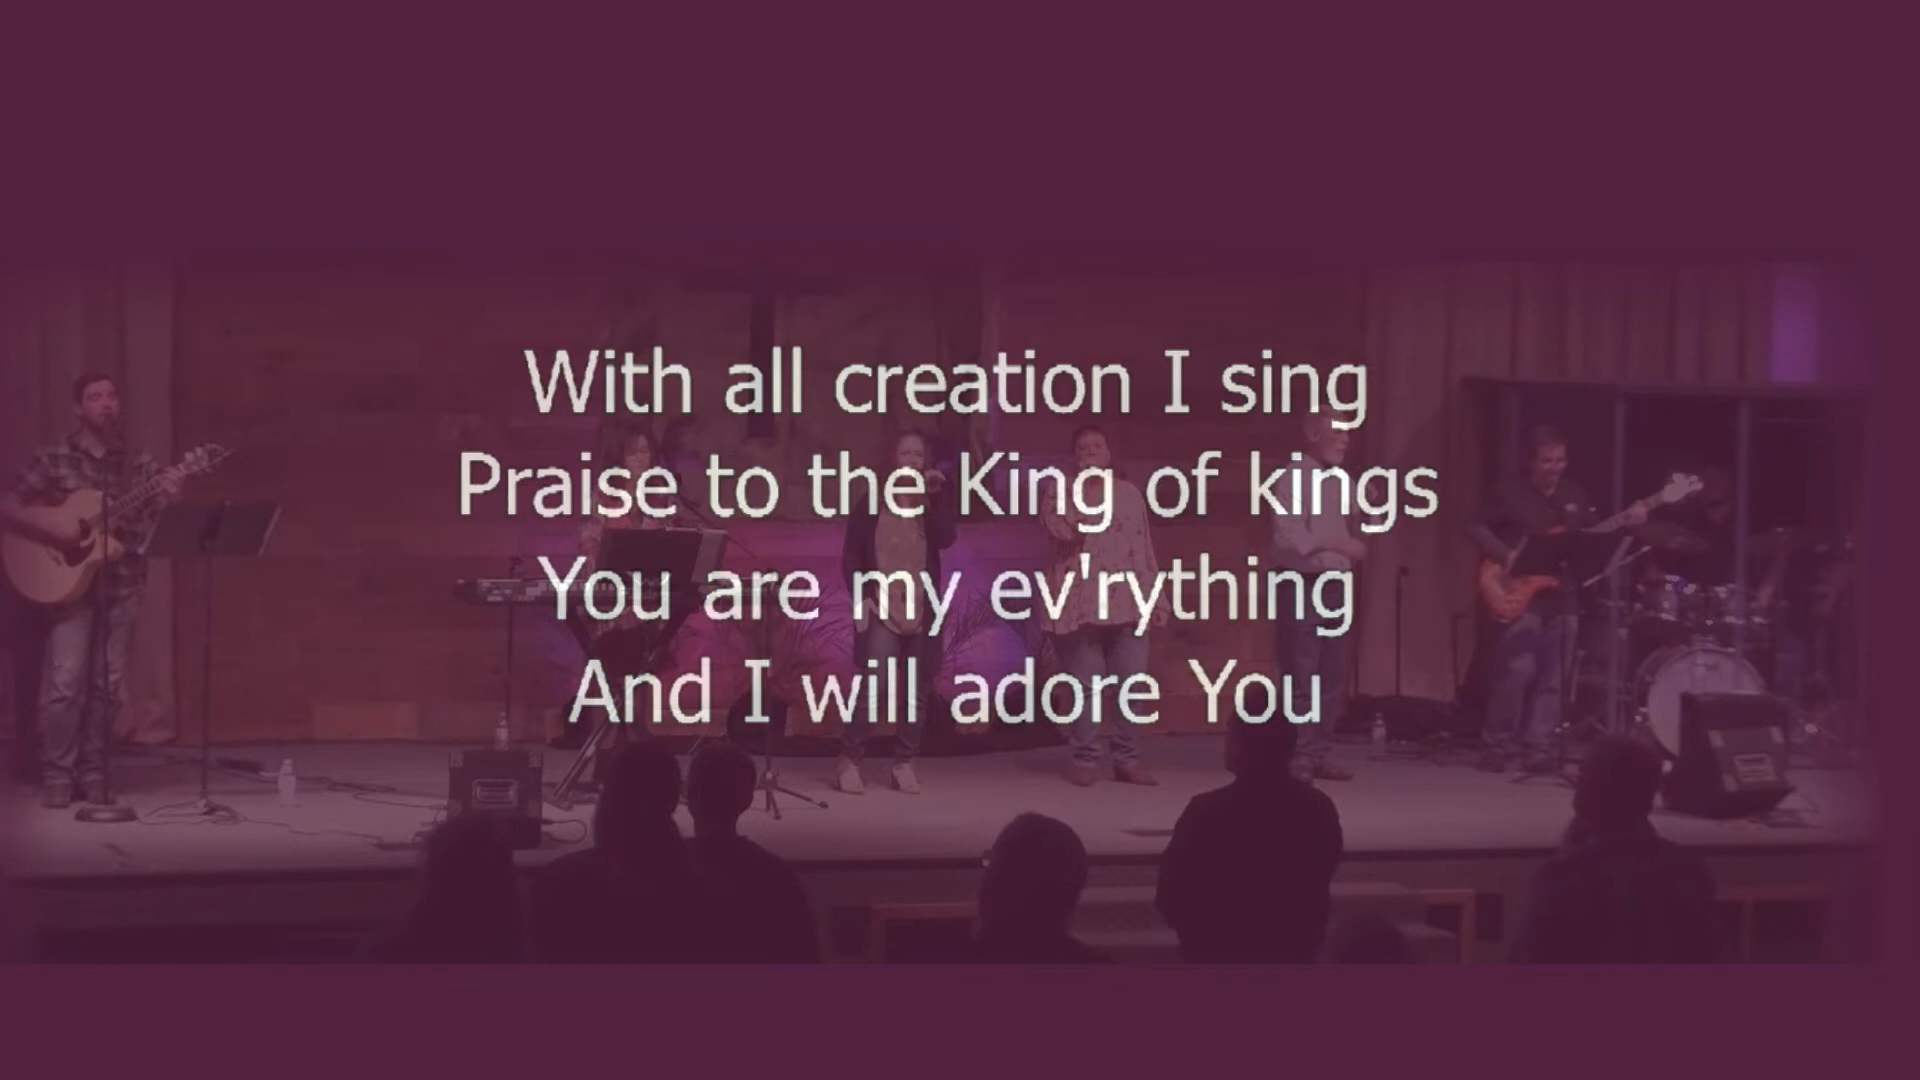 With all creation I sing
Praise to the King of kings
You are my ev'rything
And I will adore You